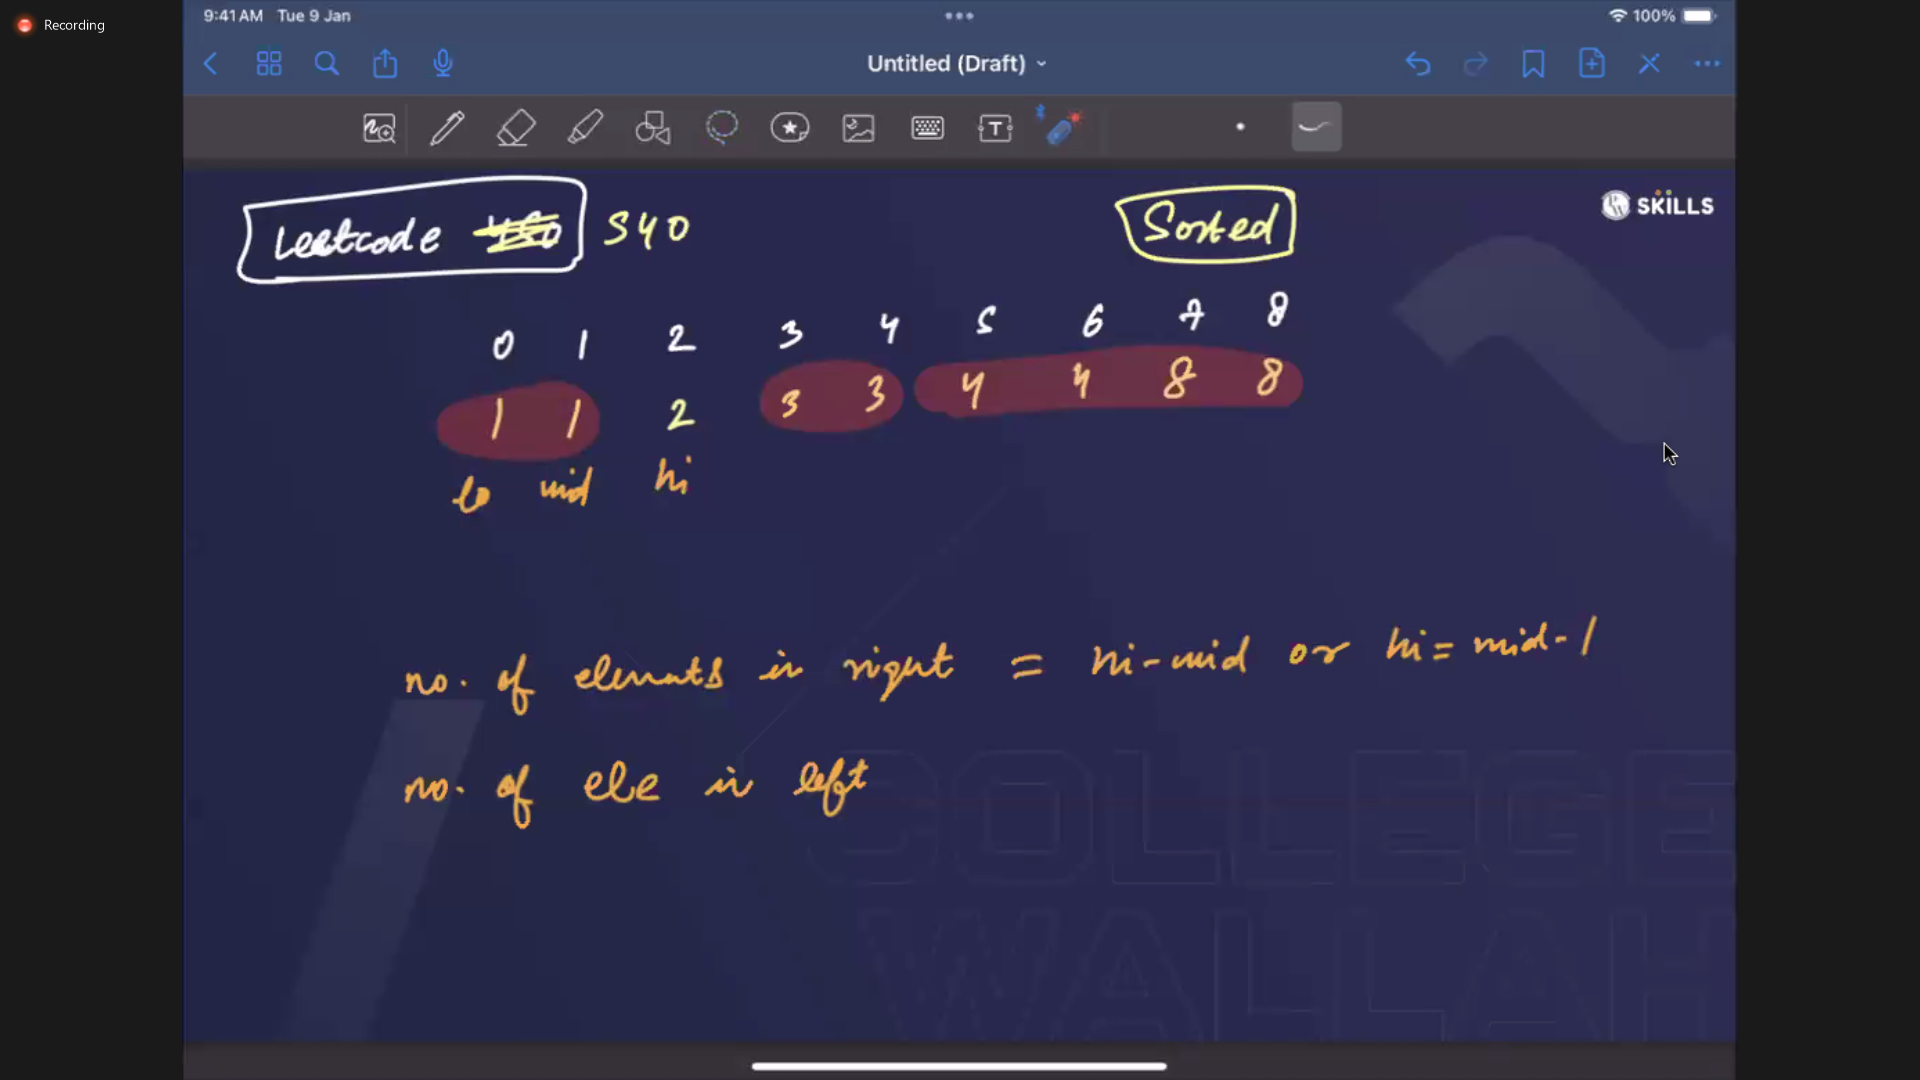 Recording
9:41 AM Tue 9 Jan
100%
Untitled (Draft)
Leetcode 540
Sorted
SKILLS
0 1 2 3 4 5 6 7 8
1 1 2 3 3 4 4 8 8
lo mid hi
no. of elements in right = hi-mid or hi = mid-1
no. of ele in left
COLLEGE
WALLAH